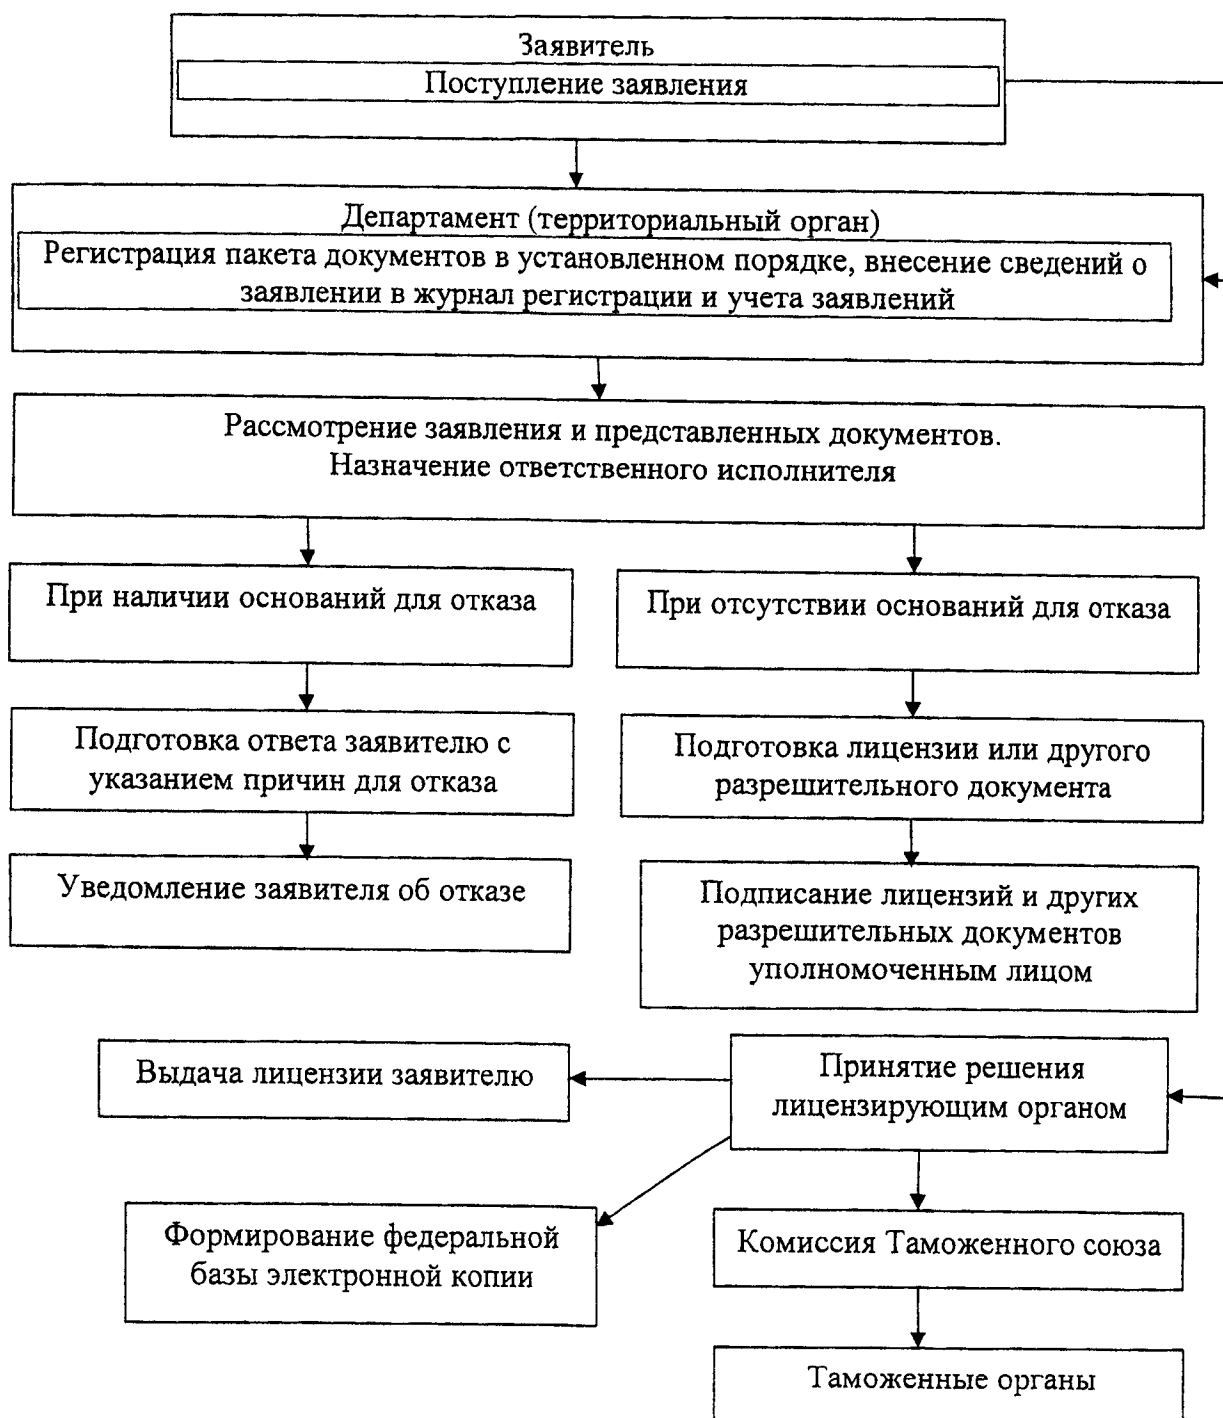 Заявитель
Поступление заявления
Департамент (территориальный орган)
Регистрация пакета документов в установленном порядке, внесение сведений о
заявлении в журнал регистрации и учета заявлений
Рассмотрение заявления и представленных документов.
Назначение ответственного исполнителя
При наличии оснований для отказа
При отсутствии оснований для отказа
Подготовка ответа заявителю с
указанием причин для отказа
Подготовка лицензии или другого
разрешительного документа
Уведомление заявителя об отказе
Подписание лицензий и других
разрешительных документов
уполномоченным лицом
Выдача лицензии заявителю
Принятие решения
лицензирующим органом
Формирование федеральной
базы электронной копии
Комиссия Таможенного союза
Таможенные органы